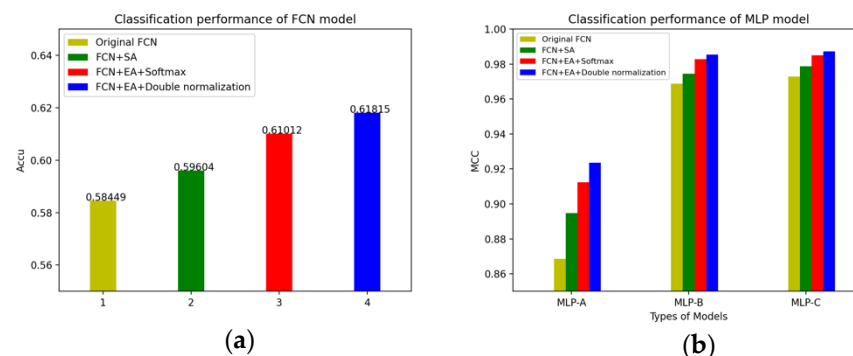 Classification performance of FCN model
0.64
0.62
0.60
0.58
0.56
Accu
Original FCN
FCN+SA
FCN+EA+Softmax
FCN+EA+Double normalization
0.58449
0.59604
0.61012
0.61815
1 2 3 4
(a)
Classification performance of MLP model
1.00
0.98
0.96
0.94
0.92
0.90
0.88
0.86
MCC
Original FCN
FCN+SA
FCN+EA+Softmax
FCN+EA+Double normalization
MLP-A MLP-B MLP-C
Types of Models
(b)